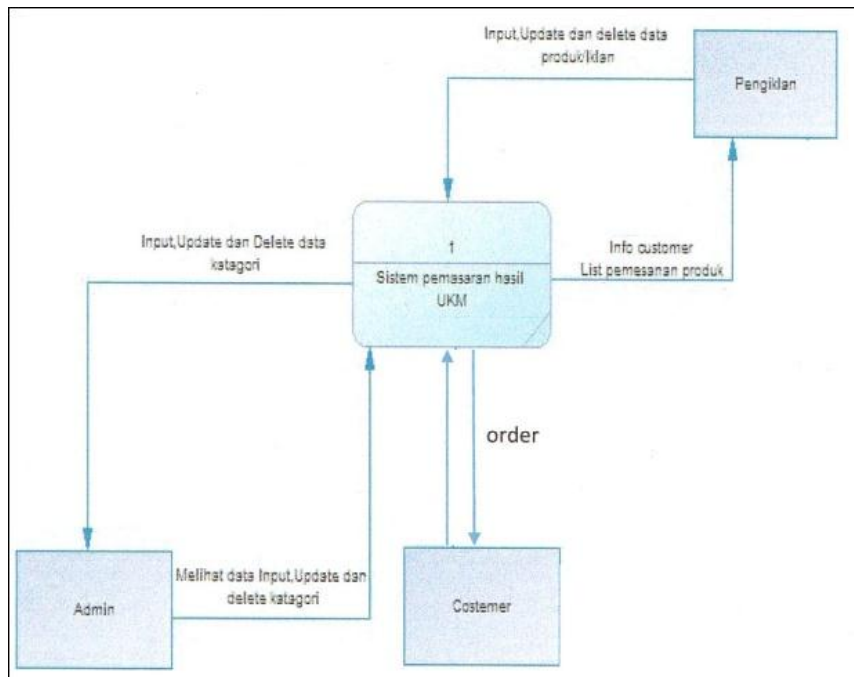 Input,Update dan delete data
produk/Iklan
Pengiklan
Input,Update dan Delete data
katagori
1
Sistem pemasaran hasil
UKM
Info customer
List pemesanan produk
order
Admin
Melihat data Input,Update dan
delete katagori
Costemer